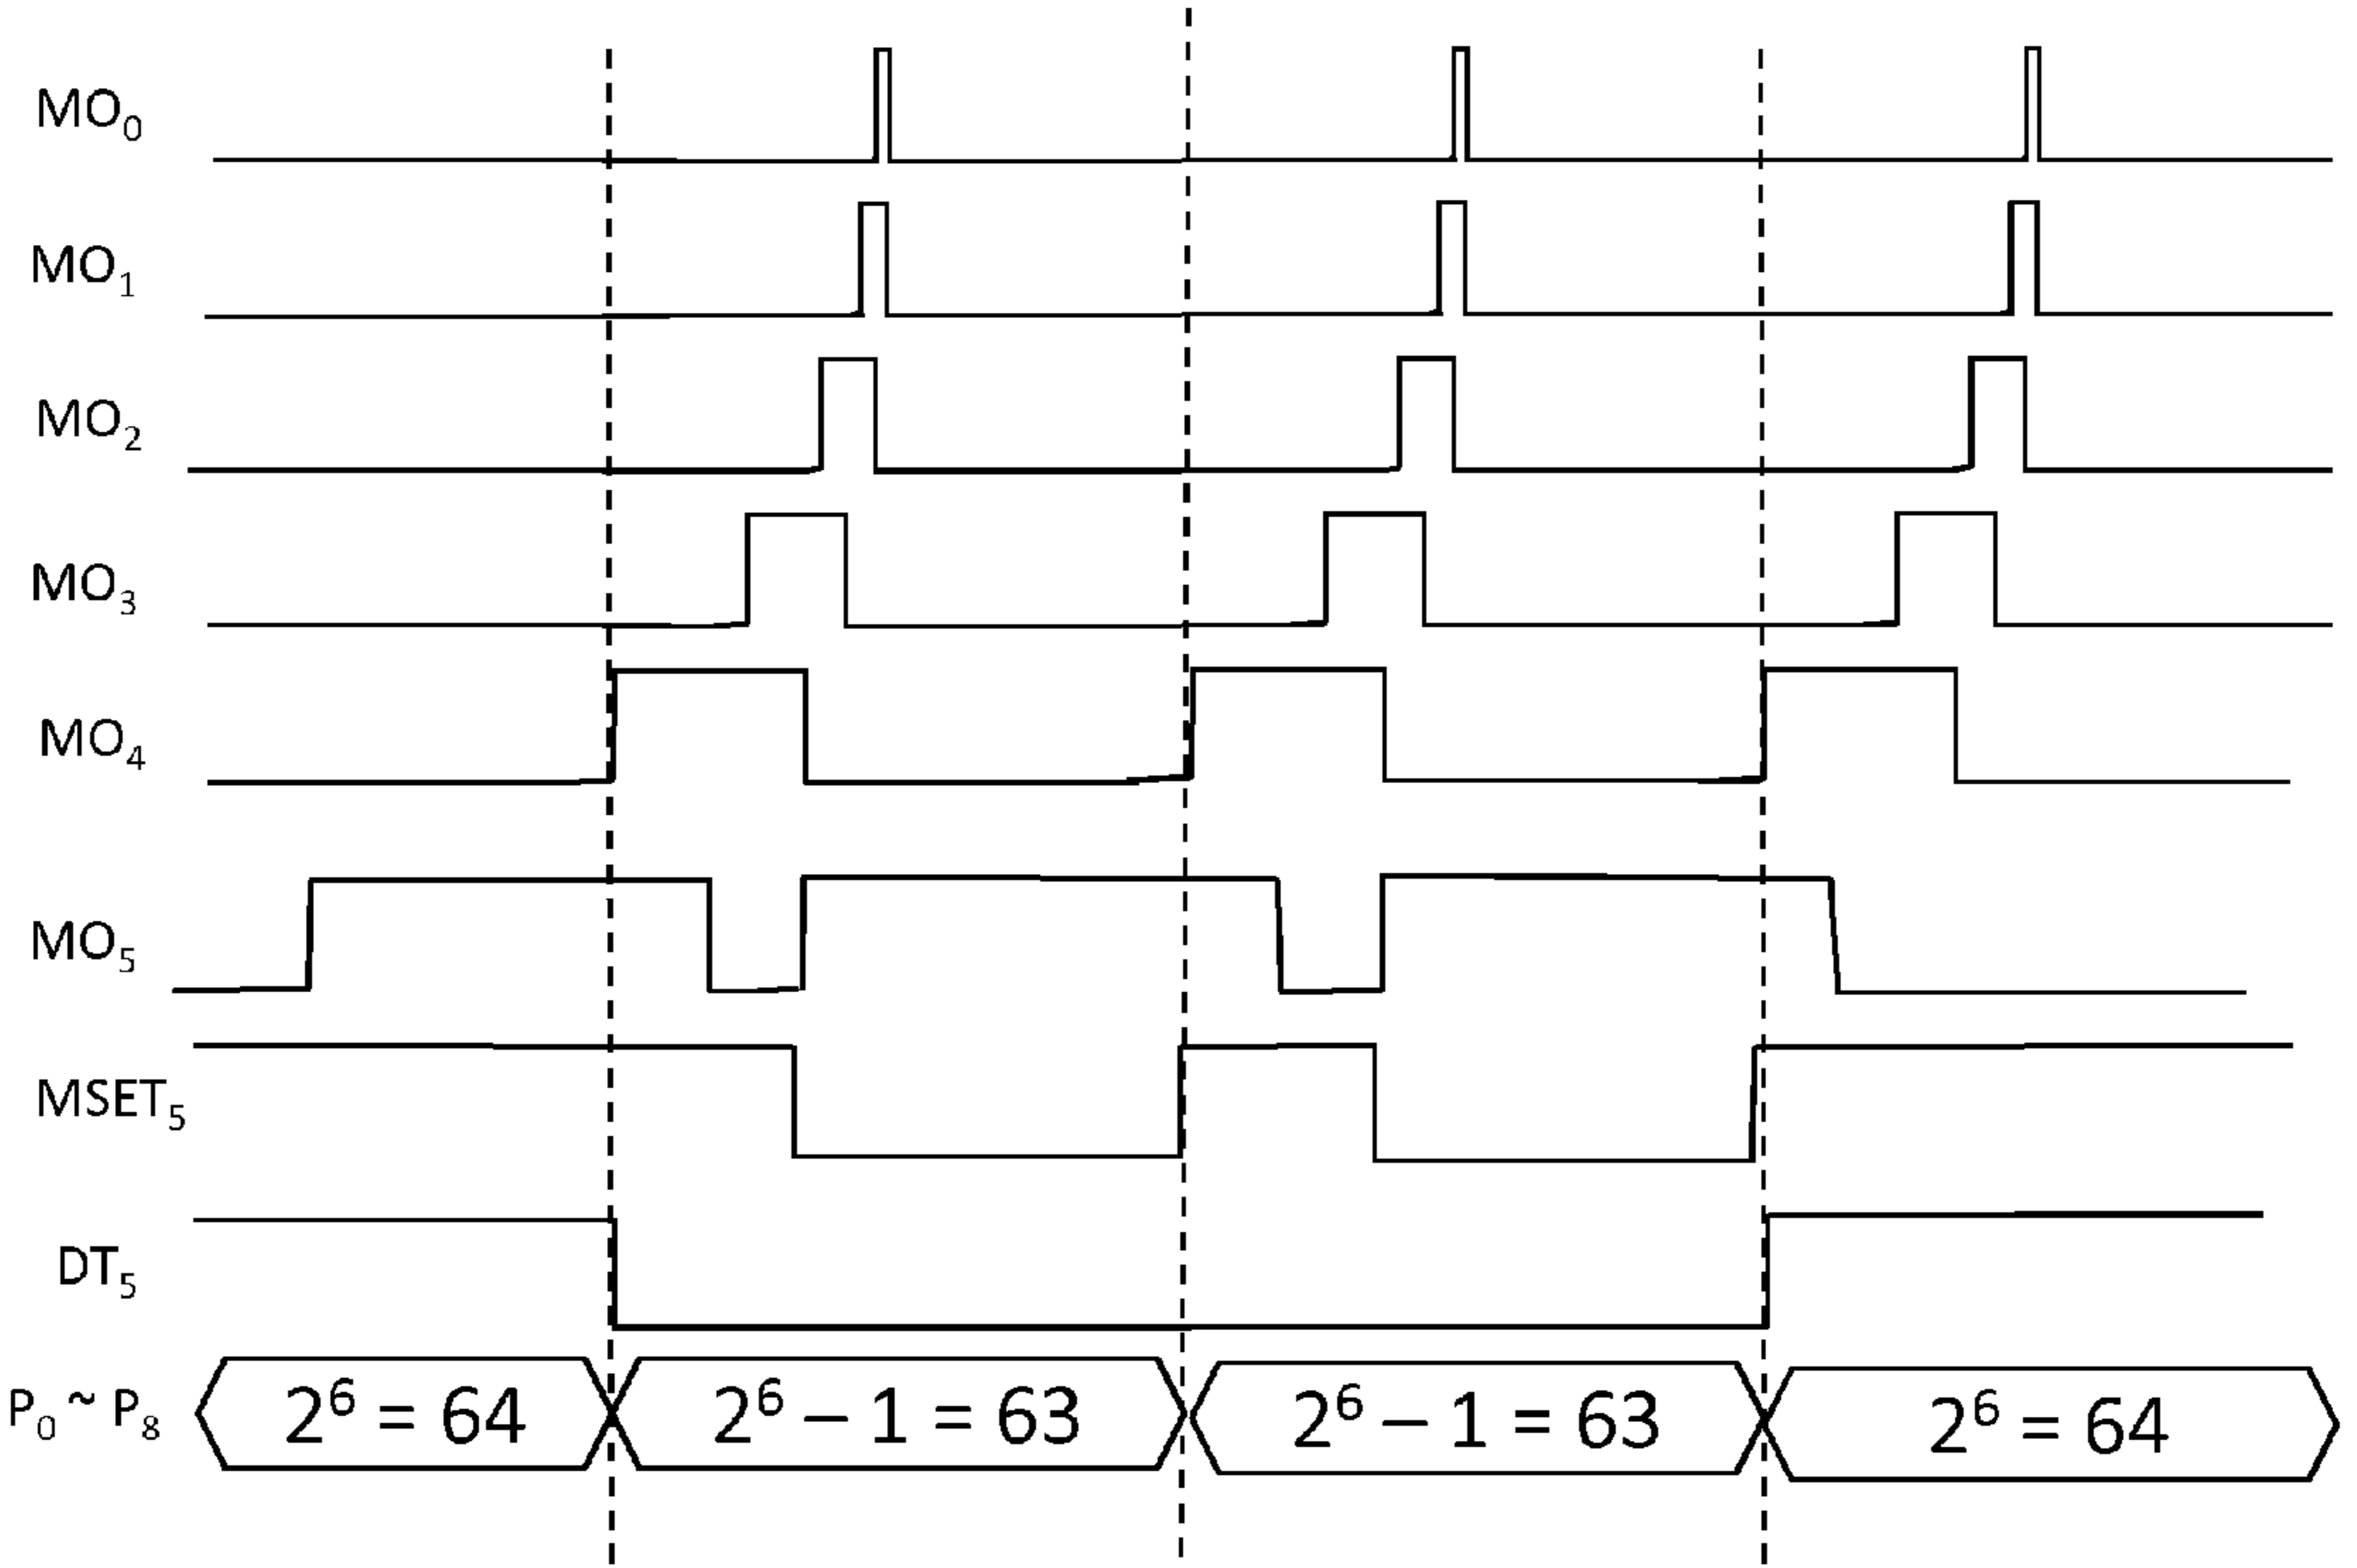 MO₀
MO₁
MO₂
MO₃
MO₄
MO₅
MSET₅
DT₅
P₀ ~ P₈ 2⁶ = 64 2⁶ – 1 = 63 2⁶ – 1 = 63 2⁶ = 64